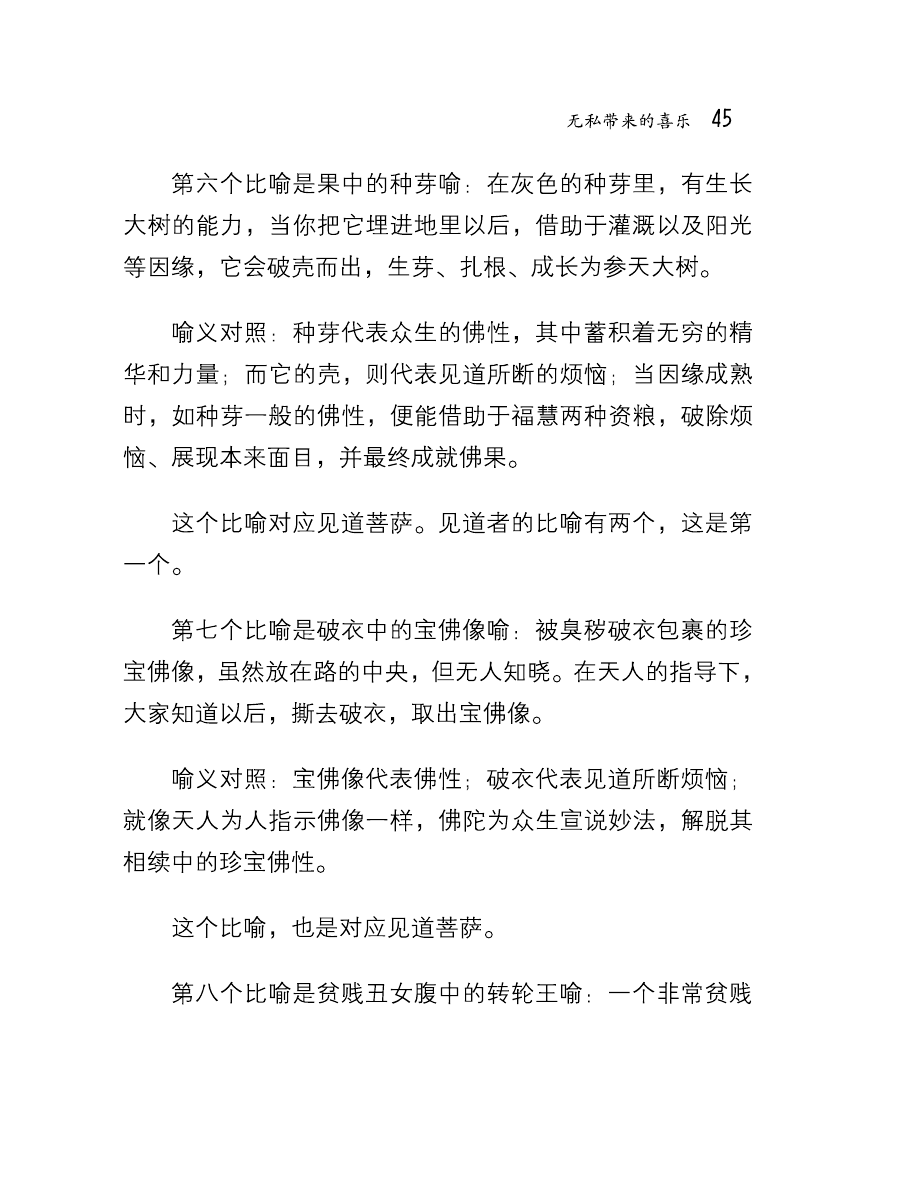 无私带来的喜乐 45
第六个比喻是果中的种芽喻：在灰色的种芽里，有生长
大树的能力，当你把它埋进地里以后，借助于灌溉以及阳光
等因缘，它会破壳而出，生芽、扎根、成长为参天大树。
喻义对照：种芽代表众生的佛性，其中蓄积着无穷的精
华和力量；而它的壳，则代表见道所断的烦恼；当因缘成熟
时，如种芽一般的佛性，便能借助于福慧两种资粮，破除烦
恼、展现本来面目，并最终成就佛果。
这个比喻对应见道菩萨。见道者的比喻有两个，这是第
一个。
第七个比喻是破衣中的宝佛像喻：被臭秽破衣包裹的珍
宝佛像，虽然放在路的中央，但无人知晓。在天人的指导下，
大家知道以后，撕去破衣，取出宝佛像。
喻义对照：宝佛像代表佛性；破衣代表见道所断烦恼；
就像天人为人指示佛像一样，佛陀为众生宣说妙法，解脱其
相续中的珍宝佛性。
这个比喻，也是对应见道菩萨。
第八个比喻是贫贱丑女腹中的转轮王喻：一个非常贫贱